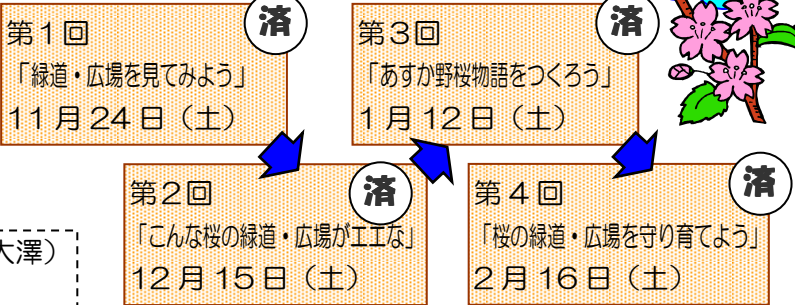 第1回
済
「緑道・広場を見てみよう」
11月24日（土）
第2回
済
「こんな桜の緑道・広場がエエな」
12月15日（土）
第3回
済
「あすか野桜物語をつくろう」
1月12日（土）
第4回
済
「桜の緑道・広場を守り育てよう」
2月16日（土）
大澤）